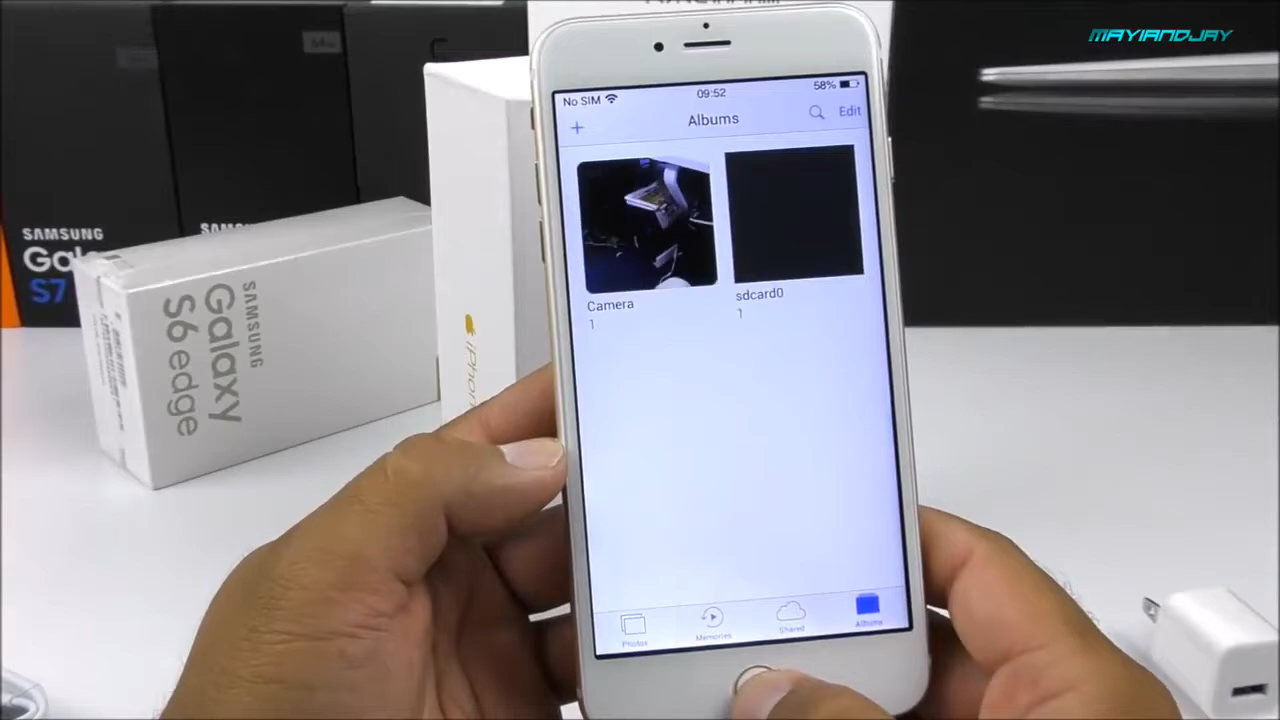 MAYIANDJAY
No SIM
09:52
58%
+
Albums
Edit
Camera
1
sdcard0
1
Photos
Memories
Shared
Albums
SAMSUNG
S7
SAMSUNG
Galaxy
S6 edge